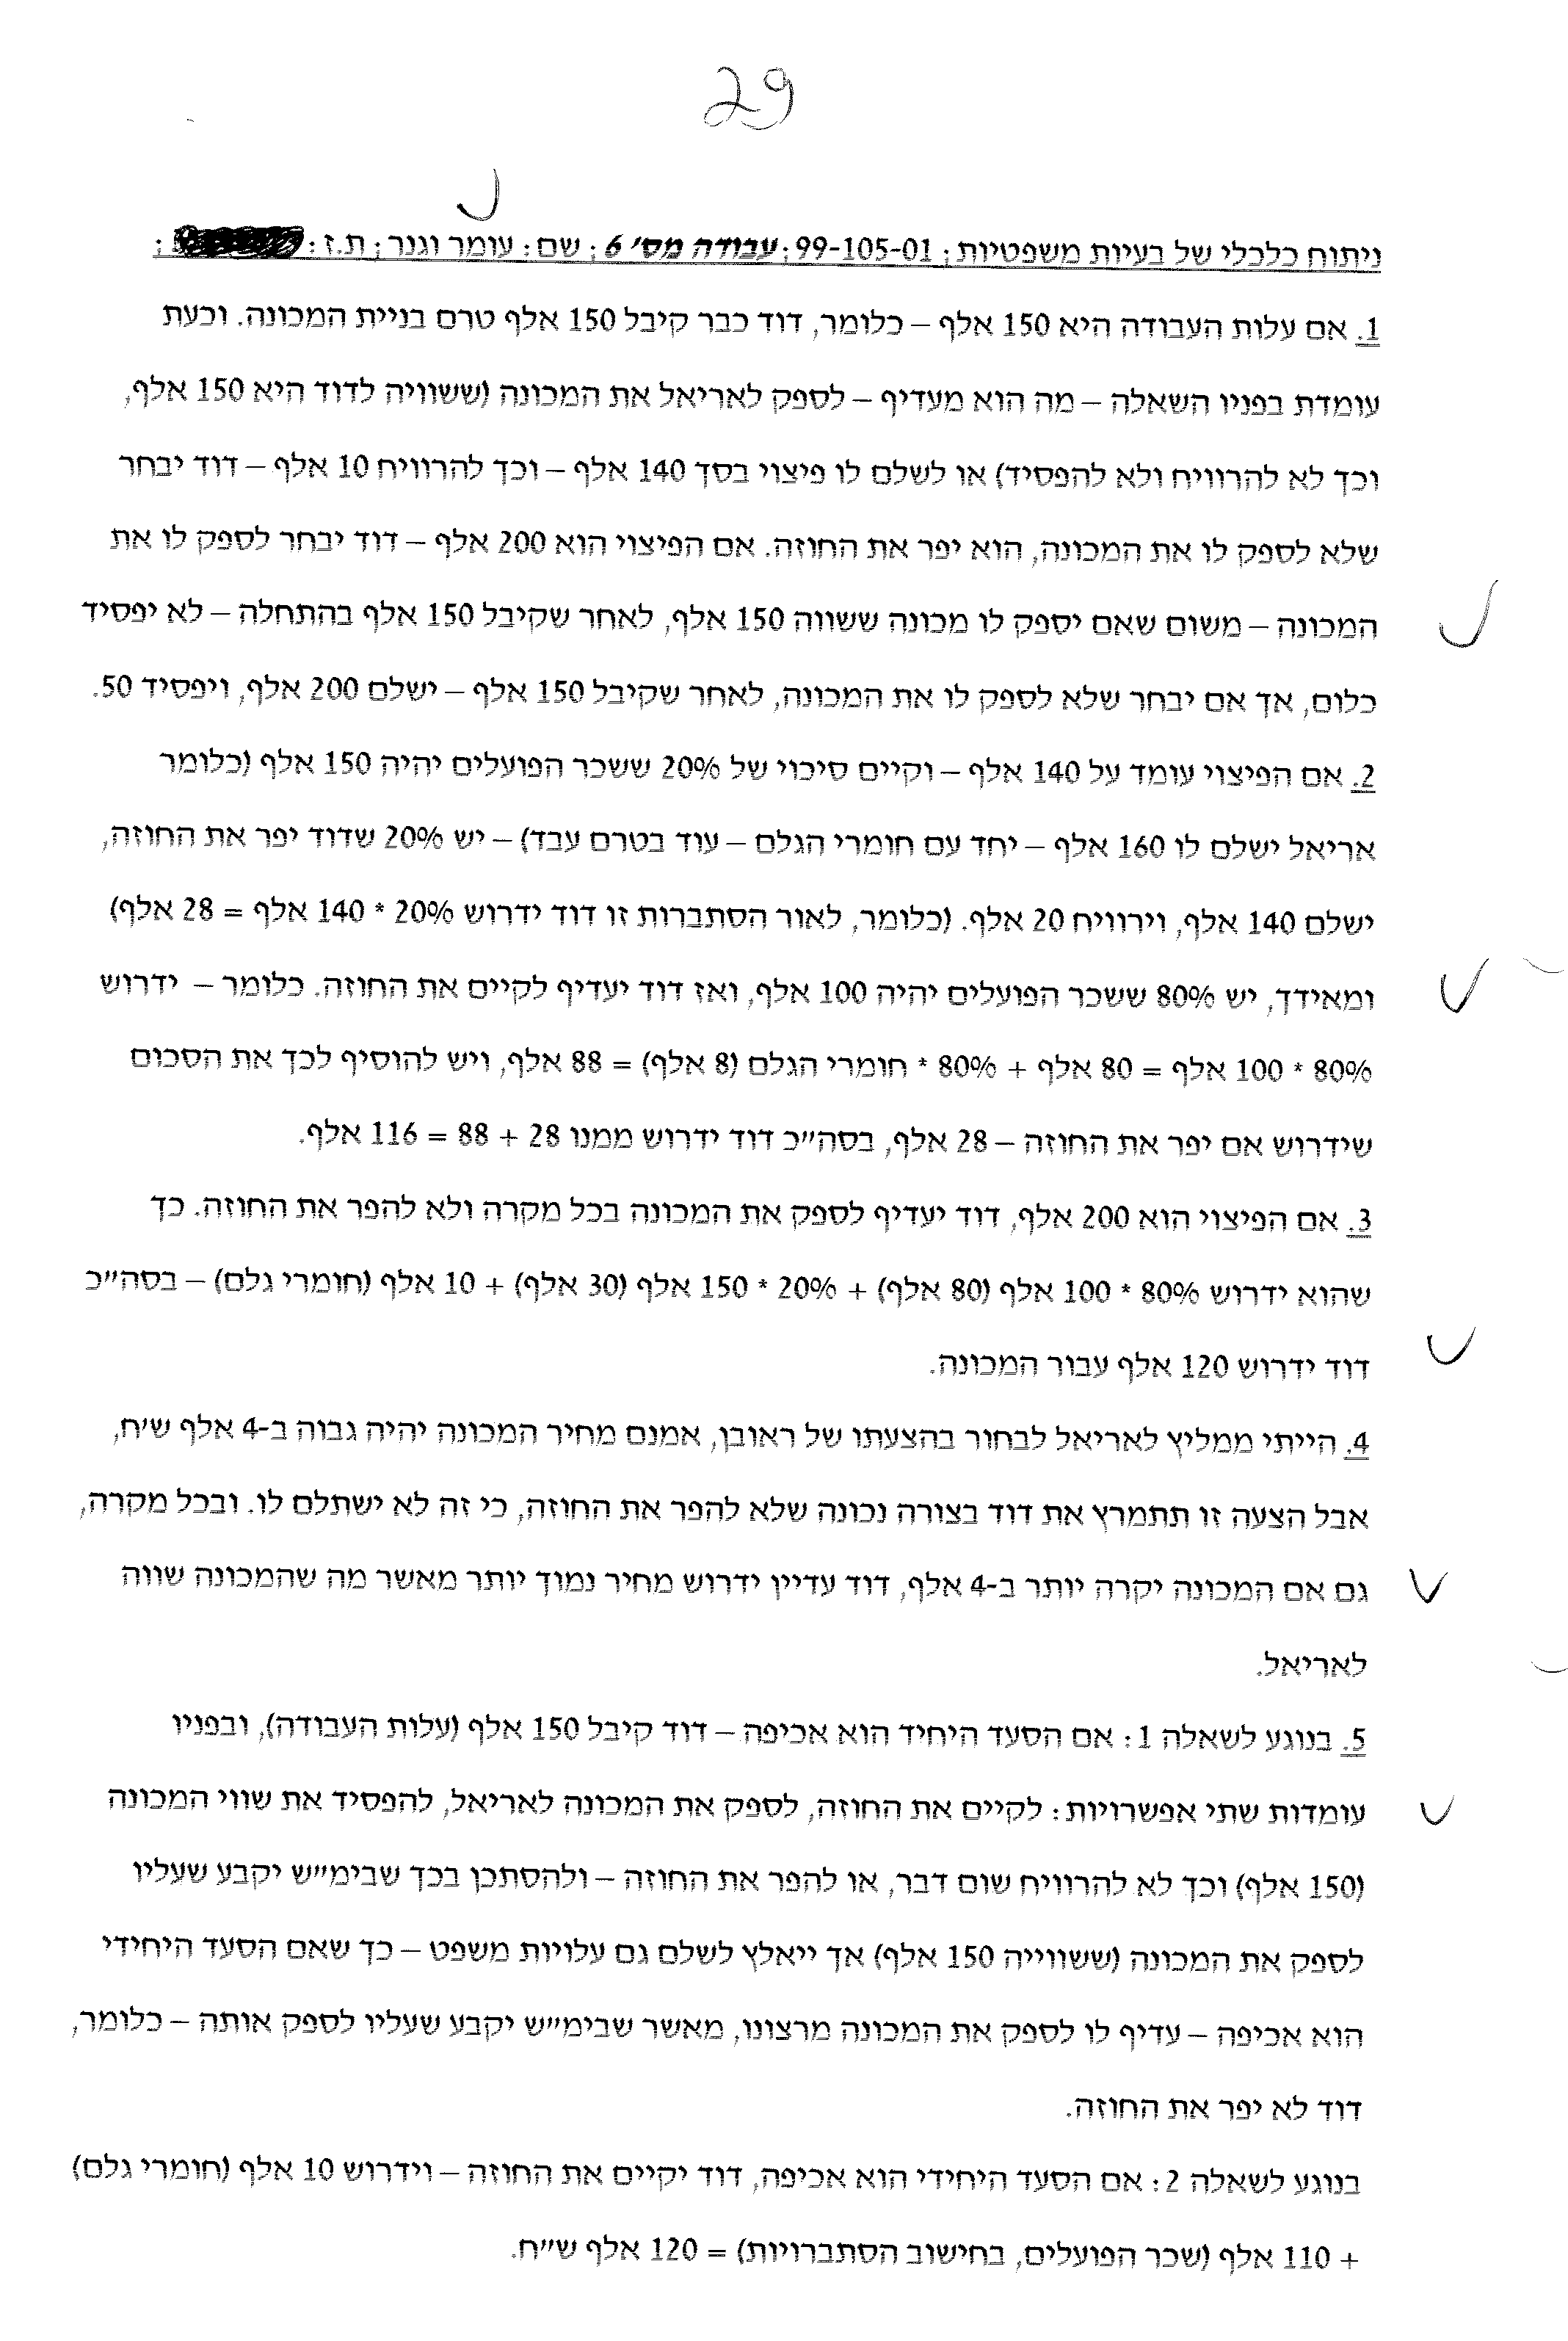 29
ניתוח כלכלי של בעיות משפטיות; 99-105-01; עבודה מס׳ 6; שם: עומר וגנר; ת.ז:
1. אם עלות העבודה היא 150 אלף – כלומר, דוד כבר קיבל 150 אלף טרם בניית המכונה. וכעת
עומדת בפניו השאלה – מה הוא מעדיף – לספק לאריאל את המכונה (ששוויה לדוד היא 150 אלף,
וכך לא להרוויח ולא להפסיד) או לשלם לו פיצוי בסך 140 אלף – וכך להרוויח 10 אלף – דוד יבחר
שלא לספק לו את המכונה, הוא יפר את החוזה. אם הפיצוי הוא 200 אלף – דוד יבחר לספק לו את
המכונה – משום שאם יספק לו מכונה ששווה 150 אלף, לאחר שקיבל 150 אלף בהתחלה – לא יפסיד
כלום, אך אם יבחר שלא לספק לו את המכונה, לאחר שקיבל 150 אלף – ישלם 200 אלף, ויפסיד 50.
2. אם הפיצוי עומד על 140 אלף – וקיים סיכוי של 20% ששכר הפועלים יהיה 150 אלף (כלומר
אריאל ישלם לו 160 אלף – יחד עם חומרי הגלם – עוד בטרם עבד) – יש 20% שדוד יפר את החוזה,
ישלם 140 אלף, וירוויח 20 אלף. (כלומר, לאור הסתברות זו דוד ידרוש 20% * 140 אלף = 28 אלף)
ומאידך, יש 80% ששכר הפועלים יהיה 100 אלף, ואז דוד יעדיף לקיים את החוזה. כלומר – ידרוש
80% * 100 אלף = 80 אלף + 80% * חומרי הגלם (8 אלף) = 88 אלף, ויש להוסיף לכך את הסכום
שידרוש אם יפר את החוזה – 28 אלף, בסה״כ דוד ידרוש ממנו 28 + 88 = 116 אלף.
3. אם הפיצוי הוא 200 אלף, דוד יעדיף לספק את המכונה בכל מקרה ולא להפר את החוזה. כך
שהוא ידרוש 80% * 100 אלף (80 אלף) + 20% * 150 אלף (30 אלף) + 10 אלף (חומרי גלם) – בסה״כ
דוד ידרוש 120 אלף עבור המכונה.
4. הייתי ממליץ לאריאל לבחור בהצעתו של ראובן, אמנם מחיר המכונה יהיה גבוה ב-4 אלף ש״ח,
אבל הצעה זו תתמרץ את דוד בצורה נכונה שלא להפר את החוזה, כי זה לא ישתלם לו. ובכל מקרה,
גם אם המכונה יקרה יותר ב-4 אלף, דוד עדיין ידרוש מחיר נמוך יותר מאשר מה שהמכונה שווה
לאריאל.
5. בנוגע לשאלה 1: אם הסעד היחיד הוא אכיפה – דוד קיבל 150 אלף (עלות העבודה), ובפניו
עומדות שתי אפשרויות: לקיים את החוזה, לספק את המכונה לאריאל, להפסיד את שווי המכונה
(150 אלף) וכך לא להרוויח שום דבר, או להפר את החוזה – ולהסתכן בכך שבימ״ש יקבע שעליו
לספק את המכונה (ששווייה 150 אלף) אך ייאלץ לשלם גם עלויות משפט – כך שאם הסעד היחידי
הוא אכיפה – עדיף לו לספק את המכונה מרצונו, מאשר שבימ״ש יקבע שעליו לספק אותה – כלומר,
דוד לא יפר את החוזה.
בנוגע לשאלה 2: אם הסעד היחידי הוא אכיפה, דוד יקיים את החוזה – וידרוש 10 אלף (חומרי גלם)
+ 110 אלף (שכר הפועלים, בחישוב הסתברויות) = 120 אלף ש״ח.